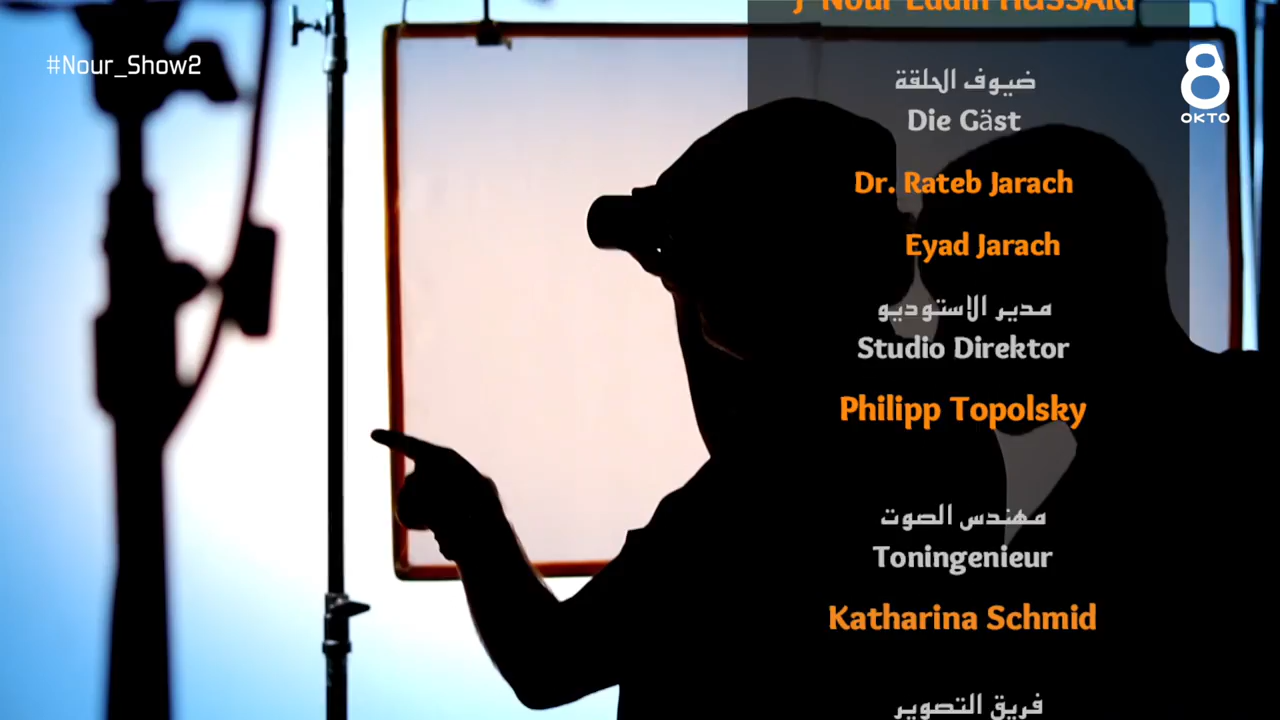 #Nour_Show2
8
OKTO
ضيوف الحلقة
Die Gäst
Dr. Rateb Jarach
Eyad Jarach
مدير الاستوديو
Studio Direktor
Philipp Topolsky
مهندس الصوت
Toningenieur
Katharina Schmid
فريق التصوير